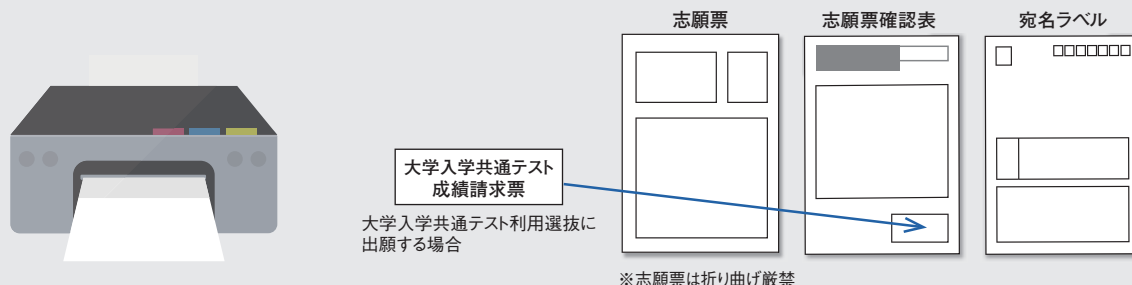 志願票
志願票確認表
宛名ラベル
大学入学共通テスト
成績請求票
大学入学共通テスト利用選抜に
出願する場合
※志願票は折り曲げ厳禁